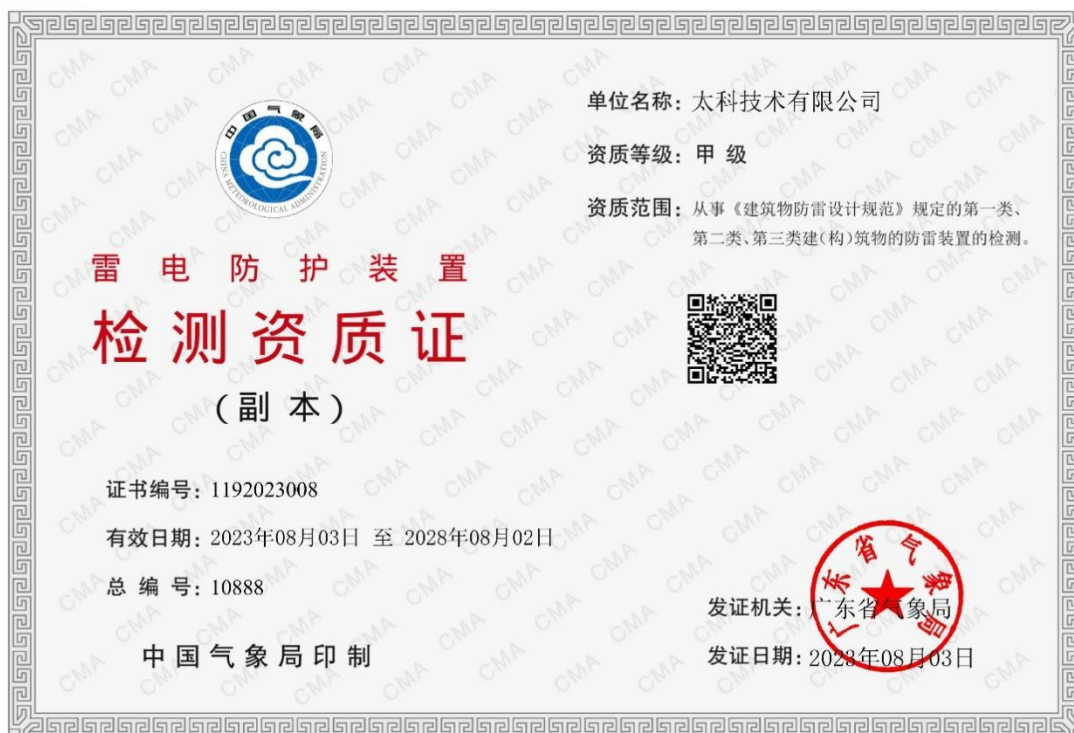 中国气象局
CHINA METEOROLOGICAL ADMINISTRATION
雷电防护装置
检测资质证
(副本)
证书编号：1192023008
有效日期：2023年08月03日 至 2028年08月02日
总编号：10888
中国气象局印制
单位名称：太科技术有限公司
资质等级：甲 级
资质范围：从事《建筑物防雷设计规范》规定的第一类、
第二类、第三类建(构)筑物的防雷装置的检测。
广东省气象局
发证机关：广东省气象局
发证日期：2023年08月03日
CMA